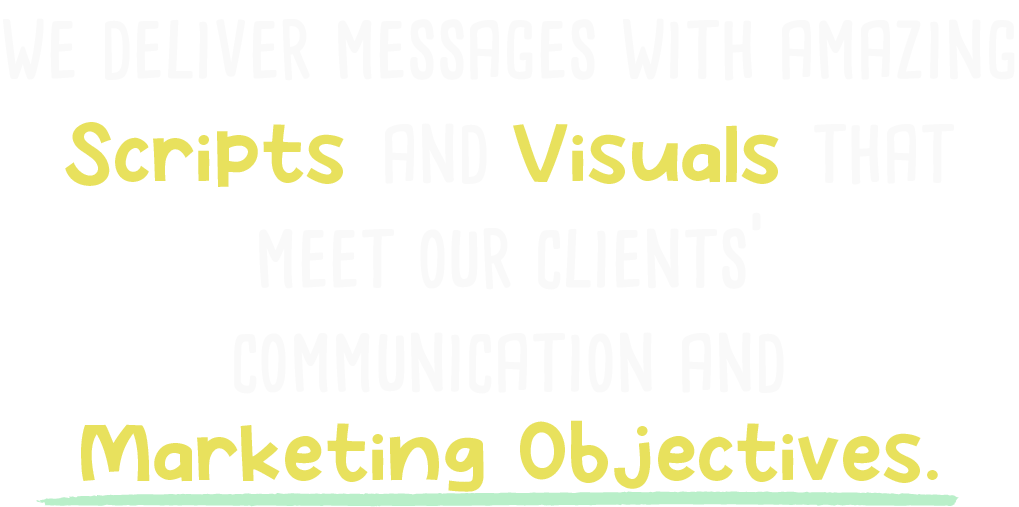 WE DELIVER MESSAGES WITH AMAZING
Scripts AND Visuals THAT
MEET OUR CLIENTS'
COMMUNICATION AND
Marketing Objectives.